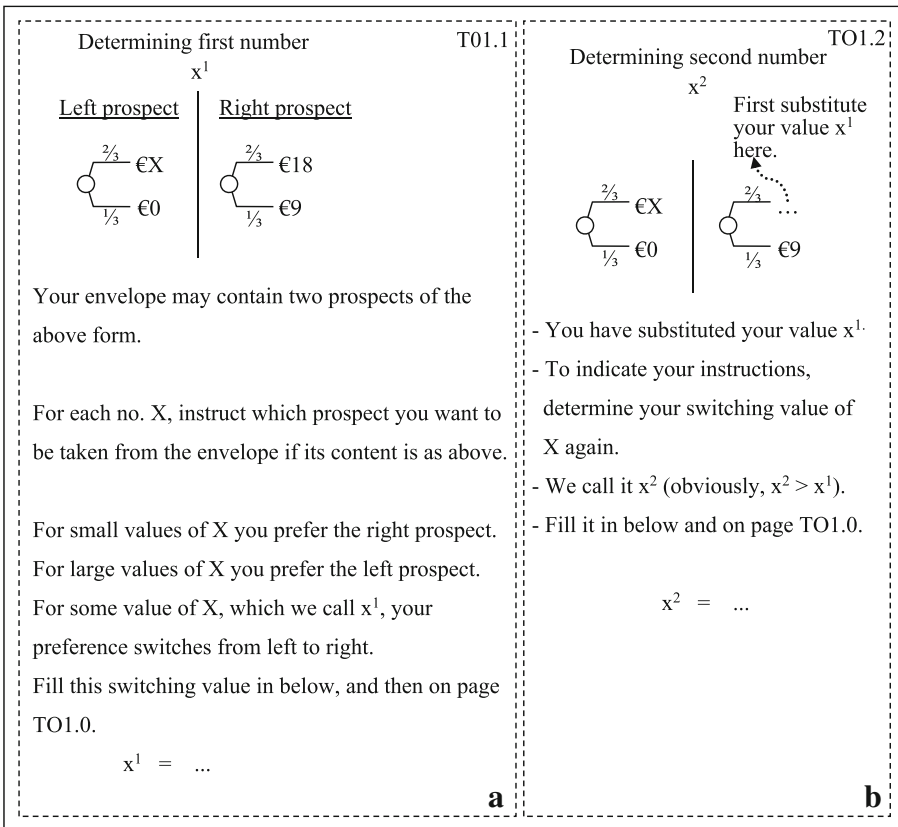 Determining first number
T01.1
x¹
Left prospect
Right prospect
⅔ €X
⅓ €0
⅔ €18
⅓ €9
Your envelope may contain two prospects of the
above form.
For each no. X, instruct which prospect you want to
be taken from the envelope if its content is as above.
For small values of X you prefer the right prospect.
For large values of X you prefer the left prospect.
For some value of X, which we call x¹, your
preference switches from left to right.
Fill this switching value in below, and then on page
TO1.0.
x¹ = ...
a
TO1.2
Determining second number
x²
First substitute
your value x¹
here.
⅔ €X
⅓ €0
⅔ ...
⅓ €9
- You have substituted your value x¹.
- To indicate your instructions,
determine your switching value of
X again.
- We call it x² (obviously, x² > x¹).
- Fill it in below and on page TO1.0.
x² = ...
b